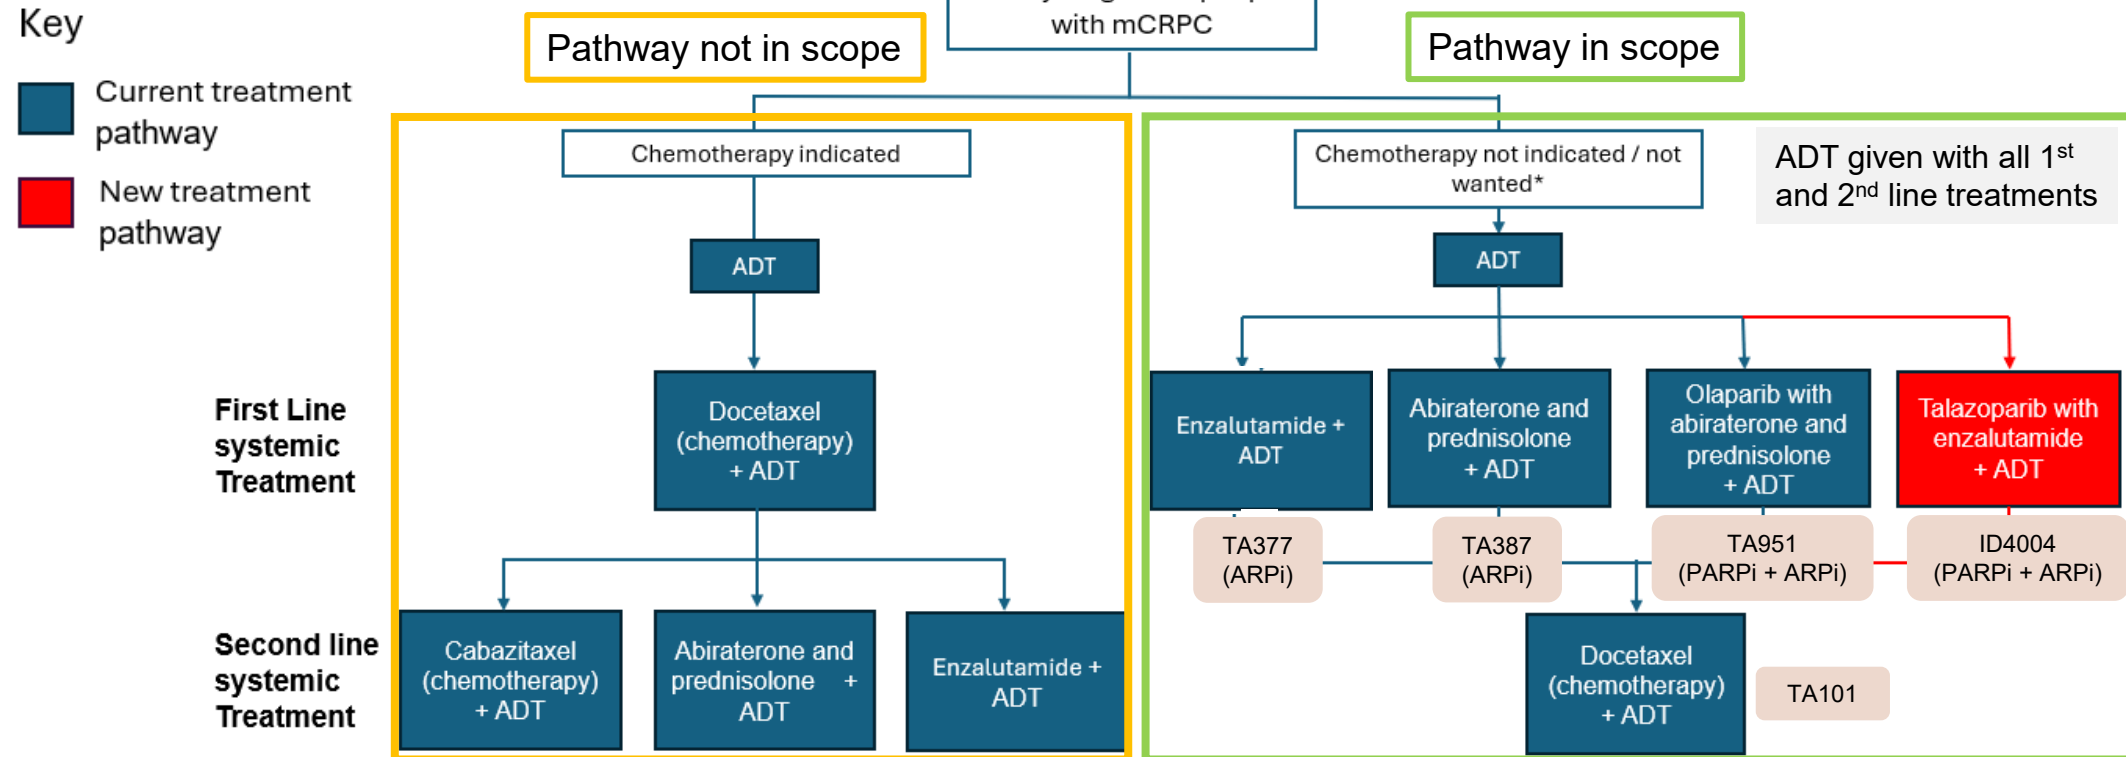 Key
Current treatment
pathway
New treatment
pathway
with mCRPC
Pathway not in scope
Pathway in scope
Chemotherapy indicated
Chemotherapy not indicated / not
wanted*
ADT given with all 1st
and 2nd line treatments
ADT
ADT
First Line
systemic
Treatment
Docetaxel
(chemotherapy)
+ ADT
Enzalutamide +
ADT
Abiraterone and
prednisolone
+ ADT
Olaparib with
abiraterone and
prednisolone
+ ADT
Talazoparib with
enzalutamide
+ ADT
TA377
(ARPi)
TA387
(ARPi)
TA951
(PARPi + ARPi)
ID4004
(PARPi + ARPi)
Second line
systemic
Treatment
Cabazitaxel
(chemotherapy)
+ ADT
Abiraterone and
prednisolone +
ADT
Enzalutamide +
ADT
Docetaxel
(chemotherapy)
+ ADT
TA101